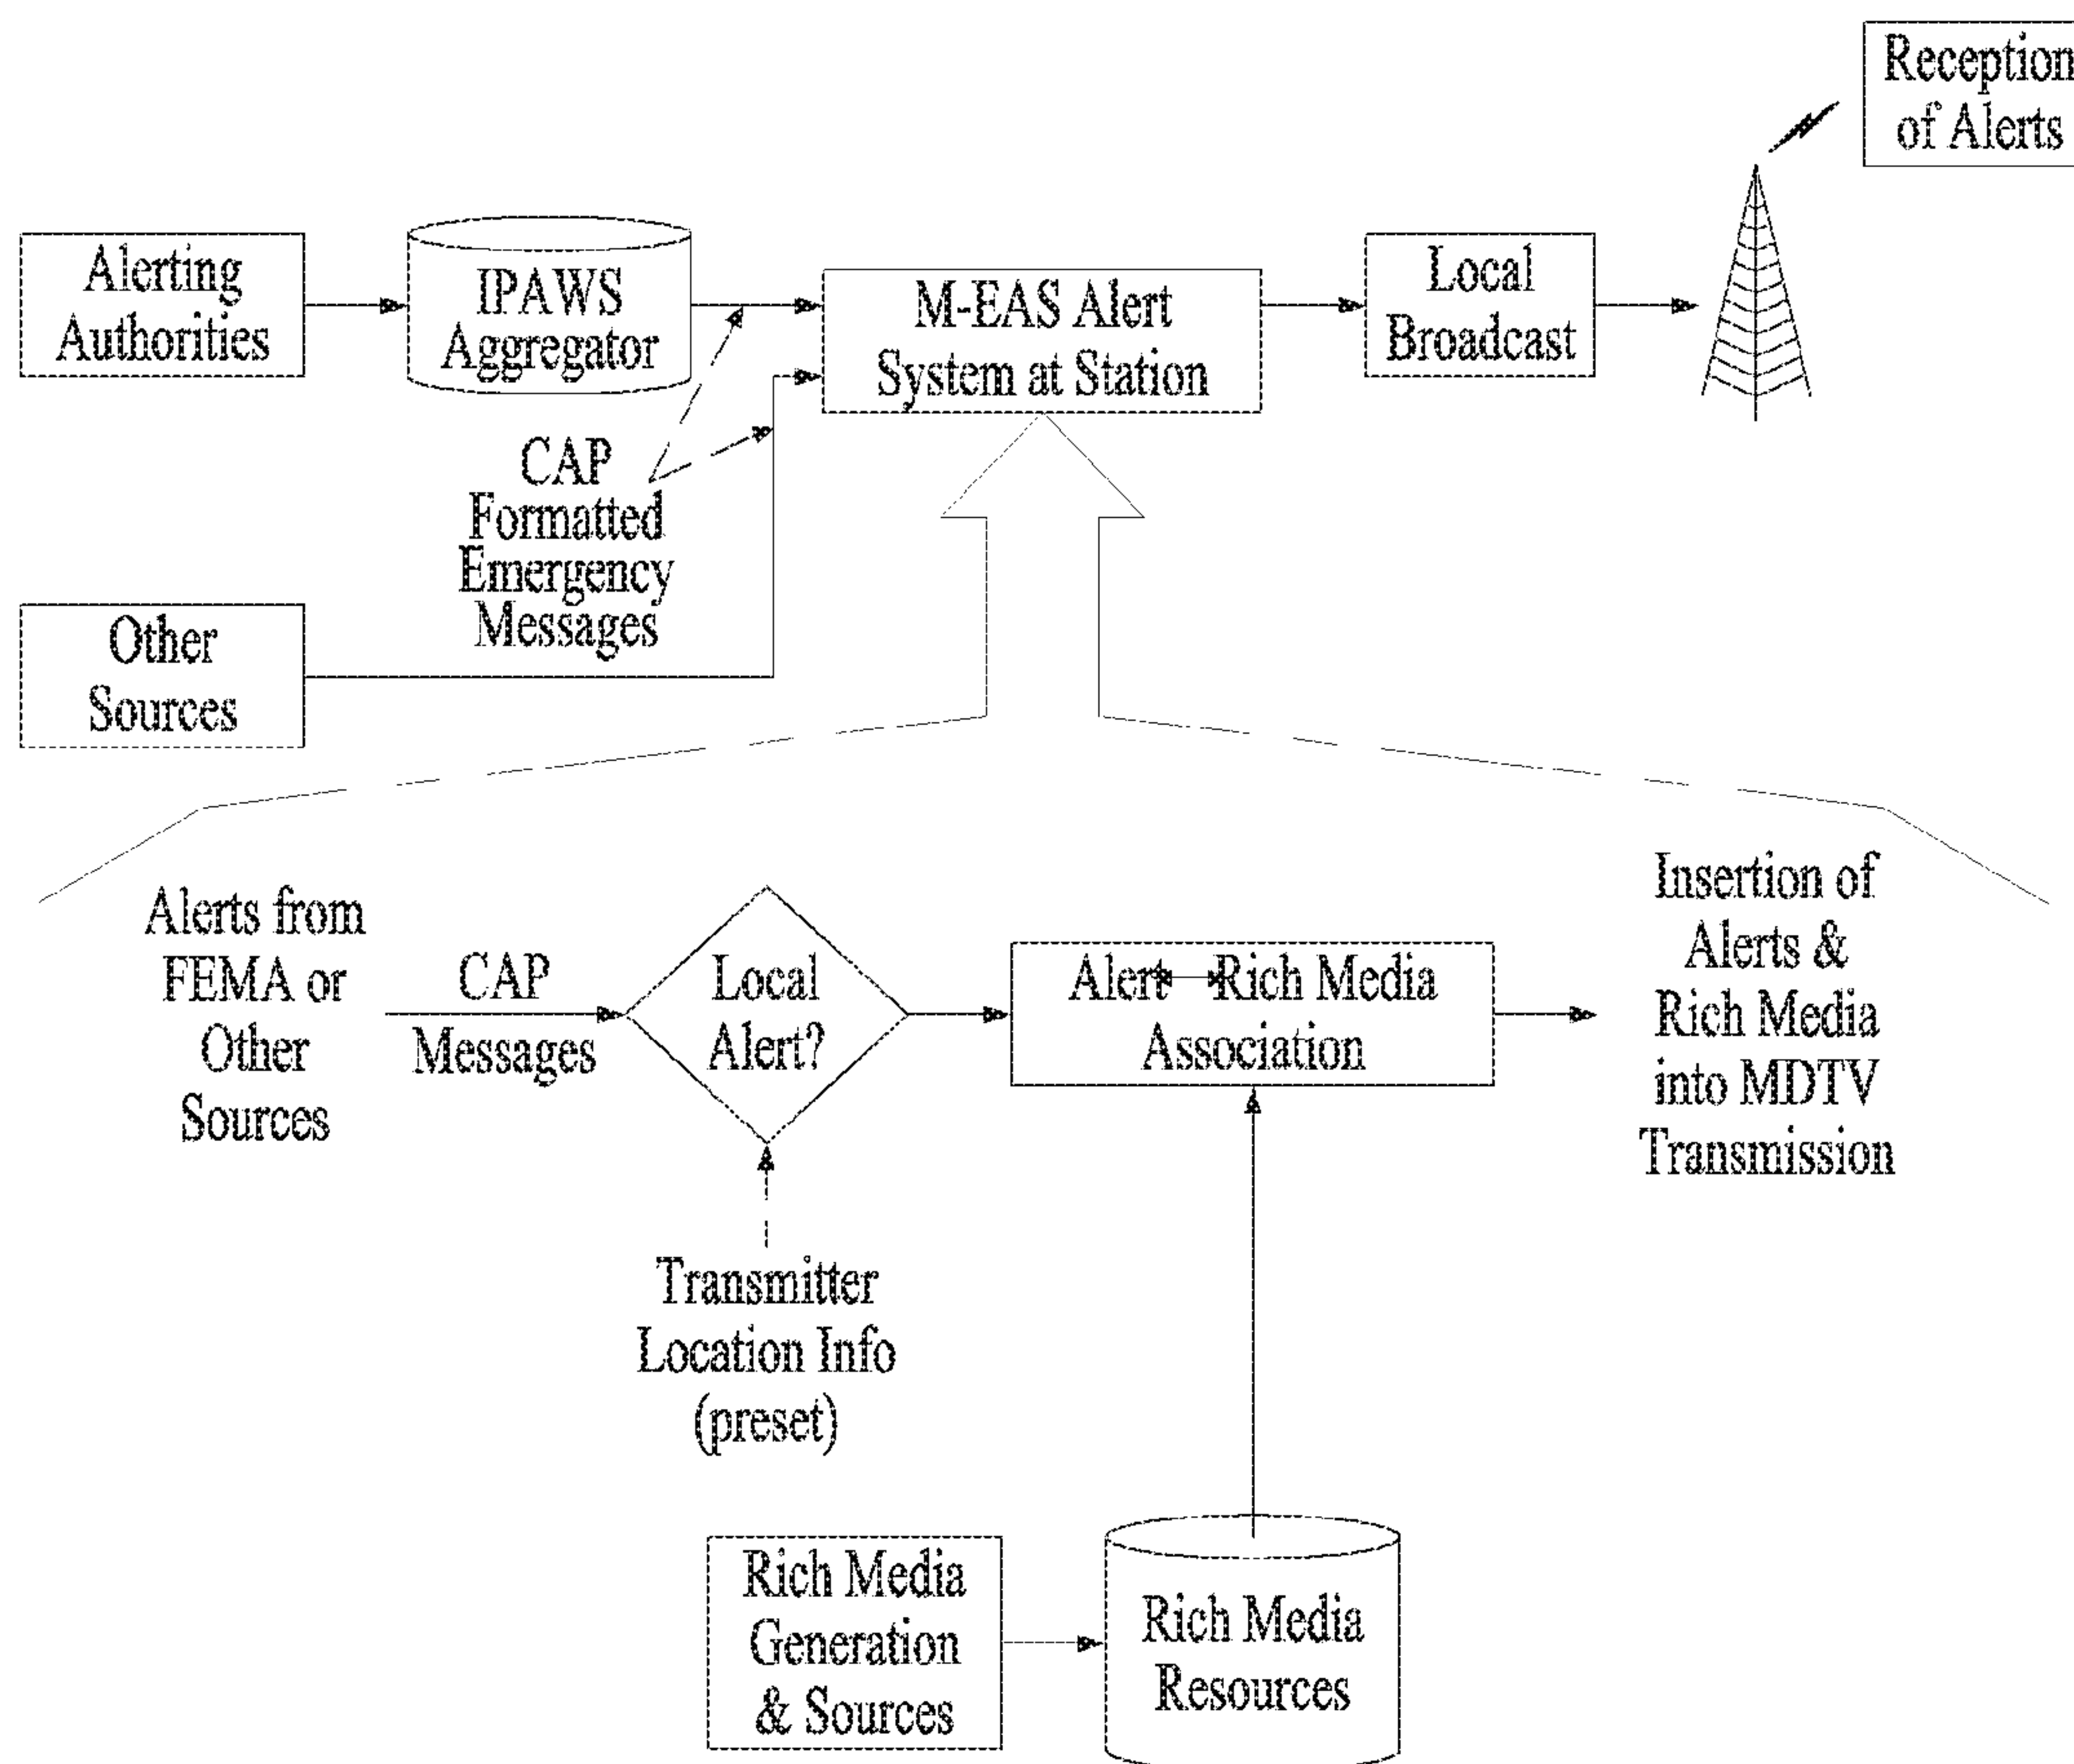 Reception
of Alerts
Alerting
Authorities
IPAWS
Aggregator
M-EAS Alert
System at Station
Local
Broadcast
CAP
Formatted
Emergency
Messages
Other
Sources
Alerts from
FEMA or
Other
Sources
CAP
Messages
Local
Alert?
Alert Rich Media
Association
Insertion of
Alerts &
Rich Media
into MDTV
Transmission
Transmitter
Location Info
(preset)
Rich Media
Generation
& Sources
Rich Media
Resources